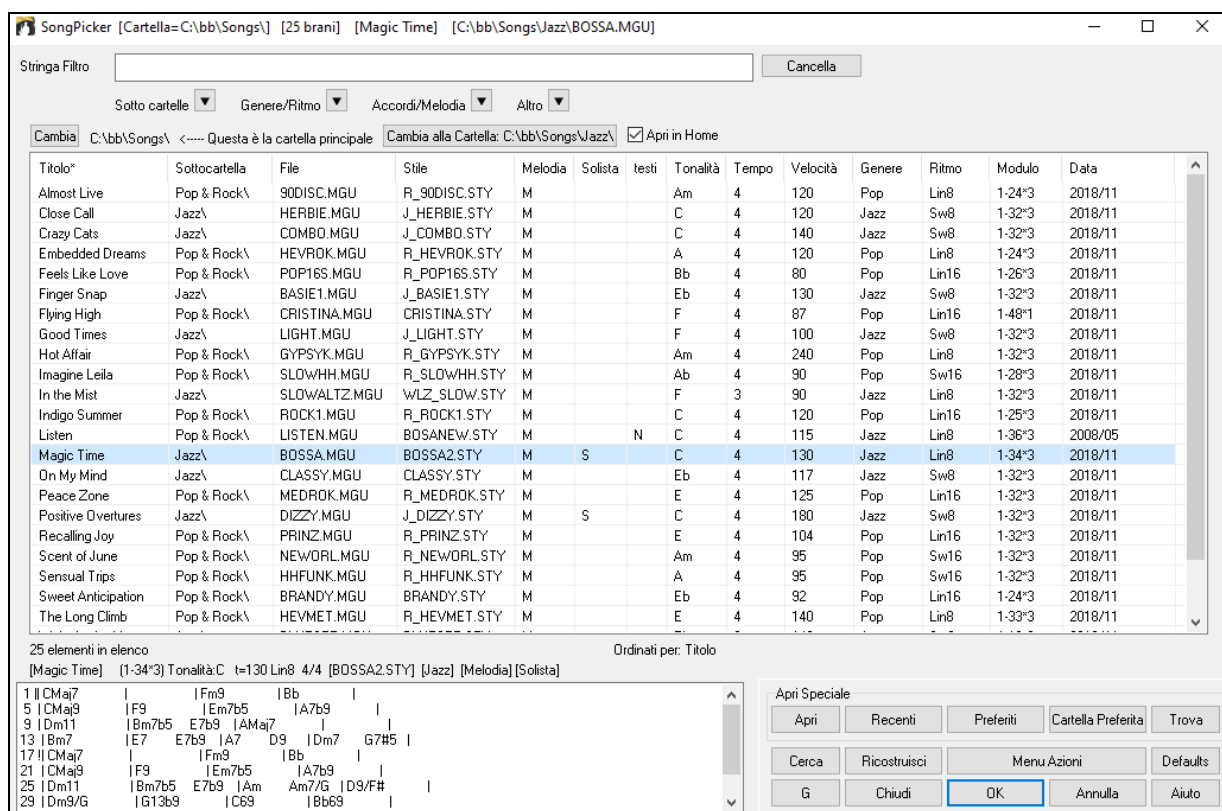 SongPicker [Cartella=C:\bb\Songs\] [25 brani] [Magic Time] [C:\bb\Songs\Jazz\BOSSA.MGU]
Stringa Filtro Cancella
Sotto cartelle Genere/Ritmo Accordi/Melodia Altro
Cambia C:\bb\Songs\ <----- Questa è la cartella principale Cambia alla Cartella: C:\bb\Songs\Jazz\ Apri in Home
Titolo* Sottocartella File Stile Melodia Solista testi Tonalità Tempo Velocità Genere Ritmo Modulo Data
Almost Live Pop & Rock\ 90DISC.MGU R_90DISC.STY M Am 4 120 Pop Lin8 1-24*3 2018/11
Close Call Jazz\ HERBIE.MGU J_HERBIE.STY M C 4 120 Jazz Sw8 1-32*3 2018/11
Crazy Cats Jazz\ COMBO.MGU J_COMBO.STY M C 4 140 Jazz Sw8 1-32*3 2018/11
Embedded Dreams Pop & Rock\ HEVROK.MGU R_HEVROK.STY M A 4 120 Pop Lin8 1-24*3 2018/11
Feels Like Love Pop & Rock\ POP16S.MGU R_POP16S.STY M Bb 4 80 Pop Lin16 1-26*3 2018/11
Finger Snap Jazz\ BASIE1.MGU J_BASIE1.STY M Eb 4 130 Jazz Sw8 1-32*3 2018/11
Flying High Pop & Rock\ CRISTINA.MGU CRISTINA.STY M F 4 87 Pop Lin16 1-48*1 2018/11
Good Times Jazz\ LIGHT.MGU J_LIGHT.STY M F 4 100 Jazz Sw8 1-32*3 2018/11
Hot Affair Pop & Rock\ GYPSYK.MGU R_GYPSYK.STY M Am 4 240 Pop Lin8 1-32*3 2018/11
Imagine Leila Pop & Rock\ SLOWHH.MGU R_SLOWHH.STY M Ab 4 90 Pop Sw16 1-28*3 2018/11
In the Mist Jazz\ SLOWALTZ.MGU WLZ_SLOW.STY M F 3 90 Jazz Lin8 1-32*3 2018/11
Indigo Summer Pop & Rock\ ROCK1.MGU R_ROCK1.STY M C 4 120 Pop Lin16 1-25*3 2018/11
Listen Pop & Rock\ LISTEN.MGU BOSANEW.STY M N C 4 115 Jazz Lin8 1-36*3 2008/05
Magic Time Jazz\ BOSSA.MGU BOSSA2.STY M S C 4 130 Jazz Lin8 1-34*3 2018/11
On My Mind Jazz\ CLASSY.MGU CLASSY.STY M Eb 4 117 Jazz Sw8 1-32*3 2018/11
Peace Zone Pop & Rock\ MEDROK.MGU R_MEDROK.STY M E 4 125 Pop Lin16 1-32*3 2018/11
Positive Overtures Jazz\ DIZZY.MGU J_DIZZY.STY M S C 4 180 Jazz Sw8 1-32*3 2018/11
Recalling Joy Pop & Rock\ PRINZ.MGU R_PRINZ.STY M E 4 104 Pop Lin16 1-32*3 2018/11
Scent of June Pop & Rock\ NEWORL.MGU R_NEWORL.STY M Am 4 95 Pop Sw16 1-32*3 2018/11
Sensual Trips Pop & Rock\ HHFUNK.MGU R_HHFUNK.STY M A 4 95 Pop Sw16 1-32*3 2018/11
Sweet Anticipation Pop & Rock\ BRANDY.MGU BRANDY.STY M Eb 4 92 Pop Lin16 1-24*3 2018/11
The Long Climb Pop & Rock\ HEVMET.MGU R_HEVMET.STY M E 4 140 Pop Lin8 1-33*3 2018/11
25 elementi in elenco Ordinati per: Titolo
[Magic Time] (1-34*3) Tonalità:C t=130 Lin8 4/4 [BOSSA2.STY] [Jazz] [Melodia] [Solista]
1 || CMaj7 | | Fm9 | Bb |
5 | CMaj9 | F9 | Em7b5 | A7b9 |
9 | Dm11 | Bm7b5 E7b9 | AMaj7 | |
13 | Bm7 | E7 E7b9 | A7 D9 | Dm7 G7#5 |
17 !| CMaj7 | | Fm9 | Bb |
21 | CMaj9 | F9 | Em7b5 | A7b9 |
25 | Dm11 | Bm7b5 E7b9 | Am Am7/G | D9/F# |
29 | Dm9/G | G13b9 | C69 | Bb69 |
Apri Speciale
Apri Recenti Preferiti Cartella Preferita Trova
Cerca Ricostruisci Menu Azioni Defaults
G Chiudi OK Annulla Aiuto